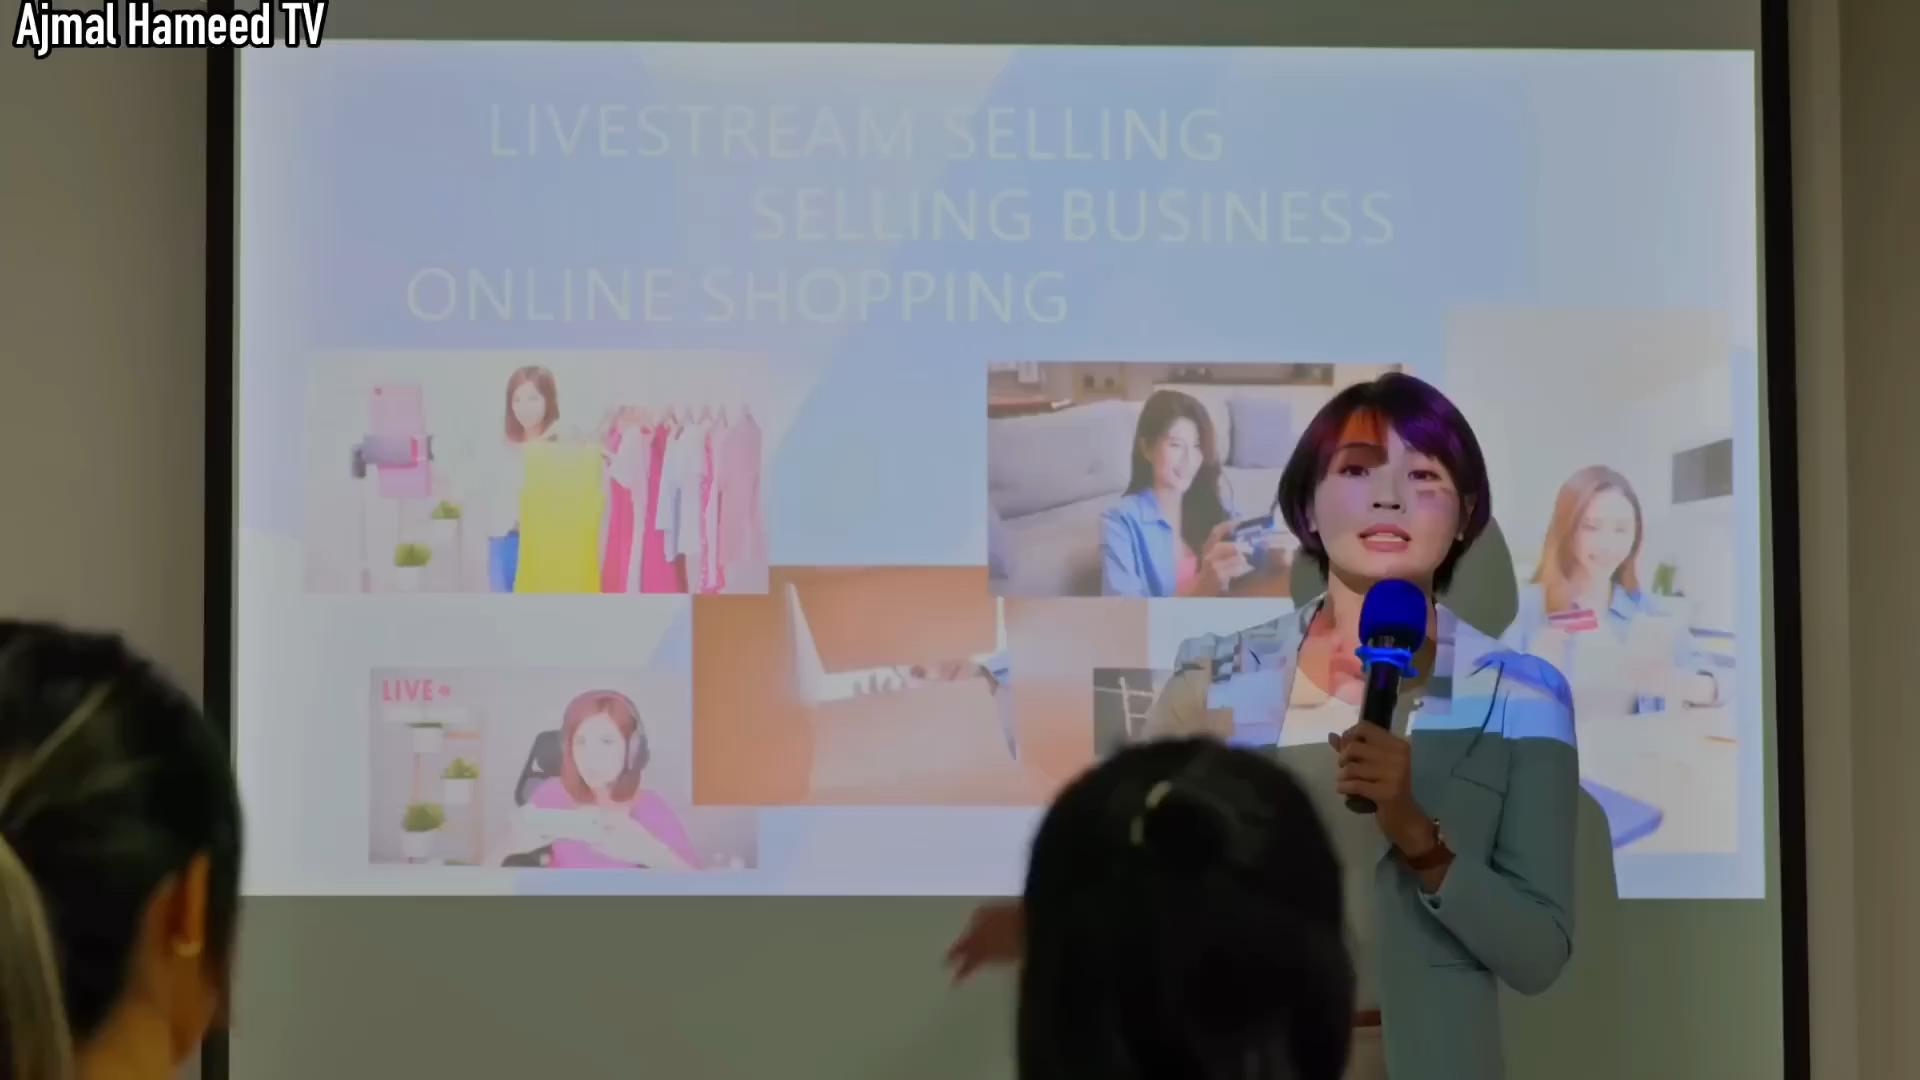 Ajmal Hameed TV
LIVESTREAM SELLING
SELLING BUSINESS
ONLINE SHOPPING
LIVE